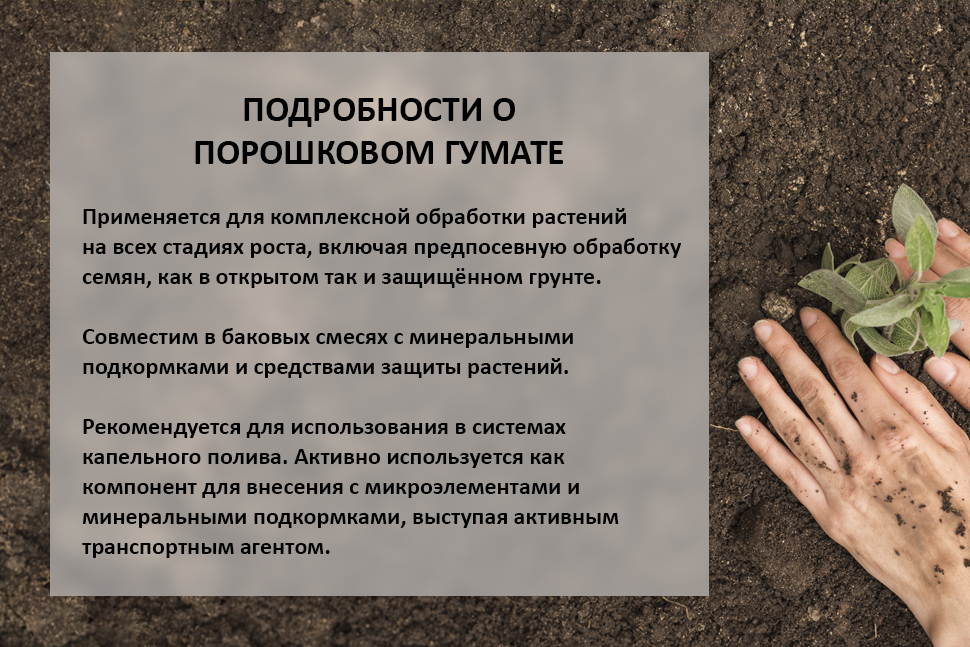 ПОДРОБНОСТИ О
ПОРОШКОВОМ ГУМАТЕ
Применяется для комплексной обработки растений
на всех стадиях роста, включая предпосевную обработку
семян, как в открытом так и защищённом грунте.
Совместим в баковых смесях с минеральными
подкормками и средствами защиты растений.
Рекомендуется для использования в системах
капельного полива. Активно используется как
компонент для внесения с микроэлементами и
минеральными подкормками, выступая активным
транспортным агентом.